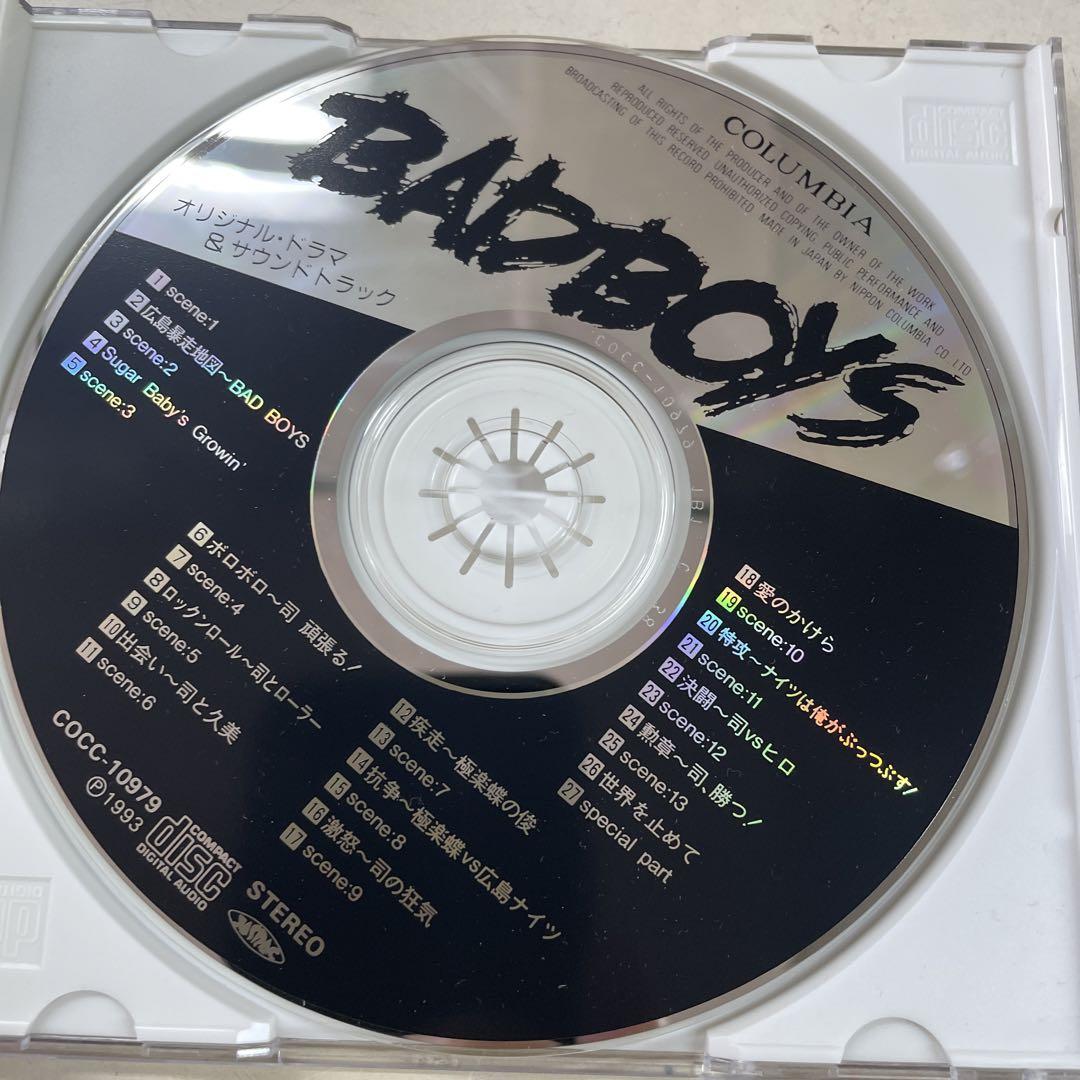 COLUMBIA
ALL RIGHTS OF THE PRODUCER AND OF THE OWNER OF THE WORK
REPRODUCED RESERVED UNAUTHORIZED COPYING, PUBLIC PERFORMANCE AND
BROADCASTING OF THIS RECORD PROHIBITED MADE IN JAPAN BY NIPPON COLUMBIA CO.,LTD
BADBOYS
オリジナル・ドラマ
&サウンドトラック
1 scene:1
2 広島暴走地図〜BAD BOYS
3 scene:2
4 Sugar Baby's Growin'
5 scene:3
6 ボロボロ〜司 頑張る!
7 scene:4
8 ロックンロール〜司とローラー
9 scene:5
10 出会い〜司と久美
11 scene:6
12 疾走〜極楽蝶の俊
13 scene:7
14 抗争〜極楽蝶vs広島ナイツ
15 scene:8
16 激怒〜司の狂気
17 scene:9
18 愛のかけら
19 scene:10
20 特攻〜ナイツは俺がぶっつぶす!
21 scene:11
22 決闘〜司vsヒロ
23 scene:12
24 勲章〜司、勝つ!
25 scene:13
26 世界を止めて
27 special part
COCC-10979
Ⓟ1993
COMPACT
disc
DIGITAL AUDIO
STEREO
JASRAC
COMPACT
disc
DIGITAL AUDIO